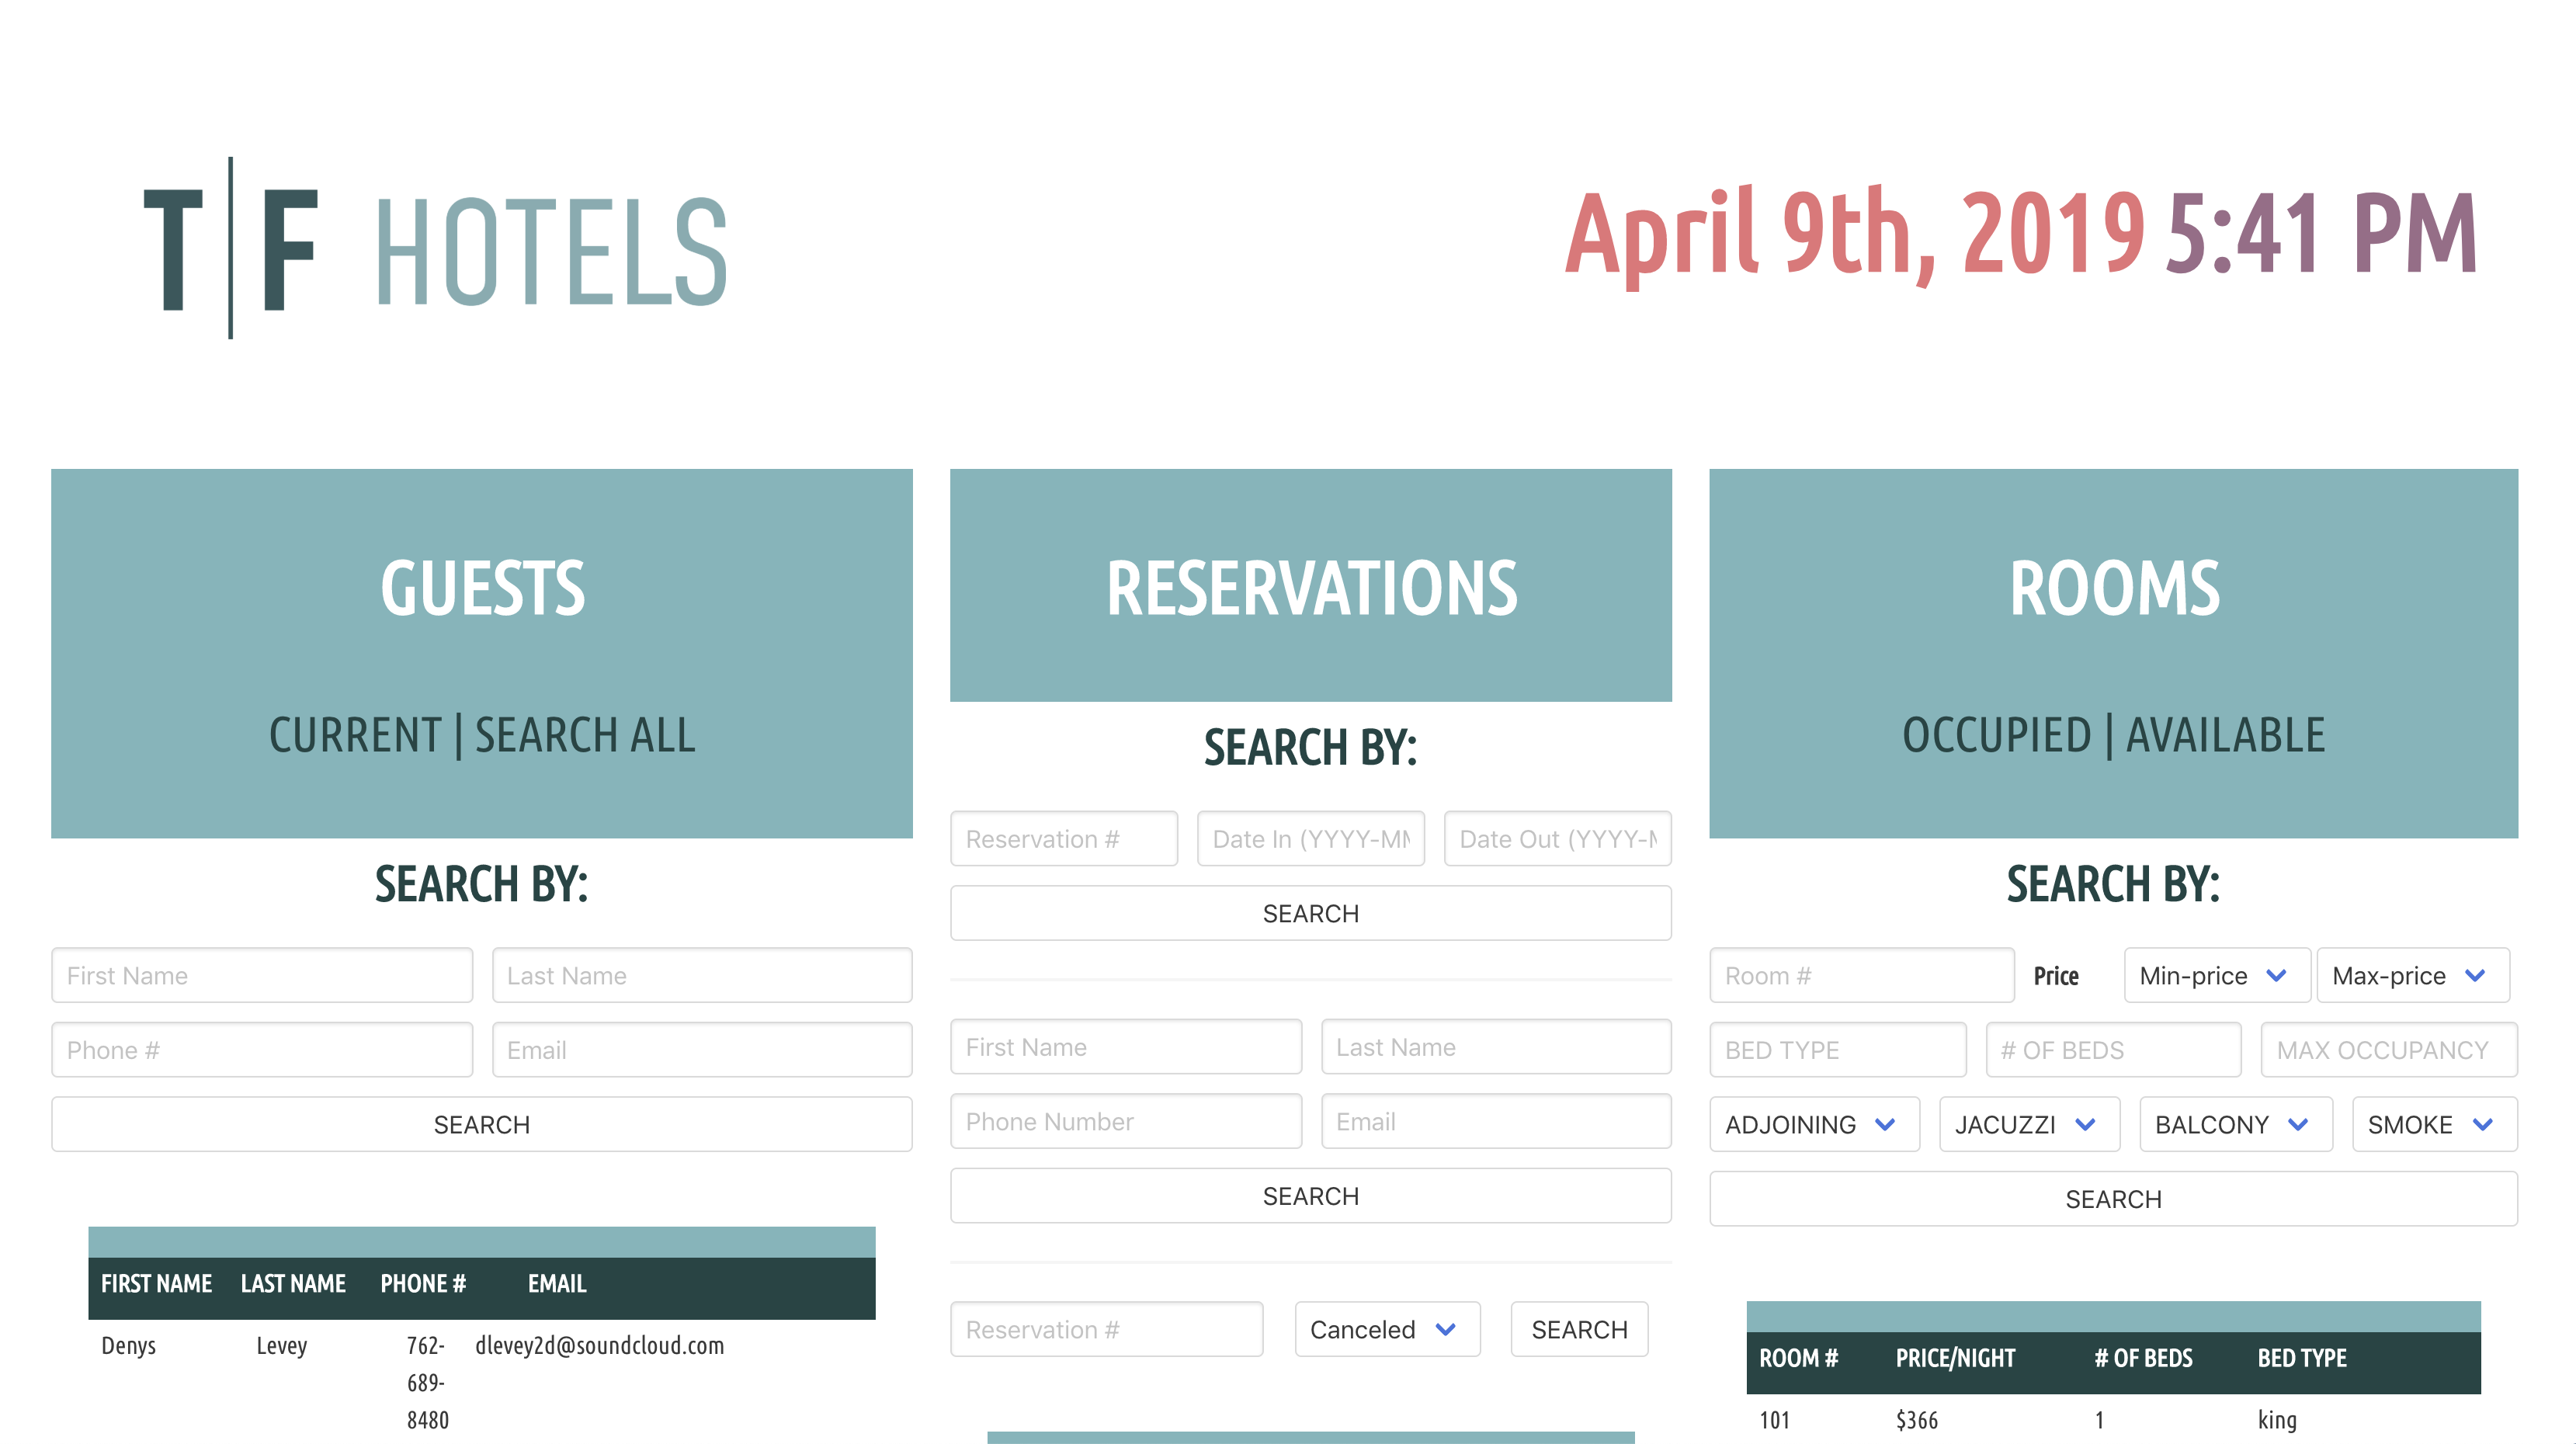 T|F HOTELS
April 9th, 2019 5:41 PM
GUESTS
CURRENT | SEARCH ALL
SEARCH BY:
First Name Last Name
Phone # Email
SEARCH
FIRST NAME LAST NAME PHONE # EMAIL
Denys Levey 762- dlevey2d@soundcloud.com
689-
8480
RESERVATIONS
SEARCH BY:
Reservation # Date In (YYYY-MM Date Out (YYYY-M
SEARCH
First Name Last Name
Phone Number Email
SEARCH
Reservation # Canceled SEARCH
ROOMS
OCCUPIED | AVAILABLE
SEARCH BY:
Room # Price Min-price Max-price
BED TYPE # OF BEDS MAX OCCUPANCY
ADJOINING JACUZZI BALCONY SMOKE
SEARCH
ROOM # PRICE/NIGHT # OF BEDS BED TYPE
101 $366 1 king